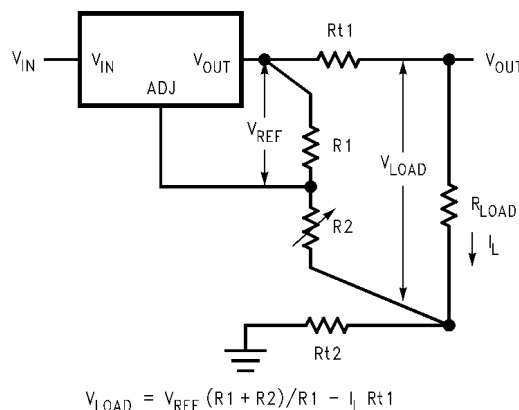 Rt1
V_IN
V_IN
V_OUT
V_OUT
ADJ
V_REF
R1
V_LOAD
R2
R_LOAD
I_L
Rt2
V_LOAD = V_REF (R1 + R2)/R1 - I_L Rt1